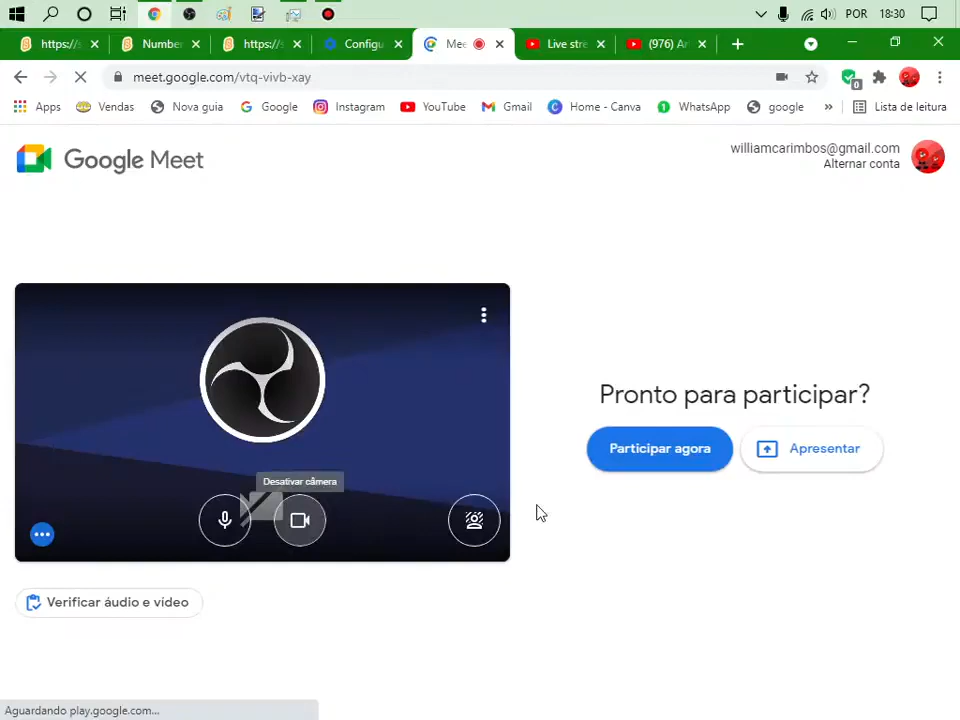 POR 18:30
https://s
Number
https://s
Configu
Mee
Live stre
(976) Ar
meet.google.com/vtq-vivb-xay
0
Apps
Vendas
Nova guia
Google
Instagram
YouTube
Gmail
Home - Canva
WhatsApp
google
»
Lista de leitura
Google Meet
williamcarimbos@gmail.com
Alternar conta
Pronto para participar?
Participar agora
Apresentar
Desativar câmera
Verificar áudio e vídeo
Aguardando play.google.com...